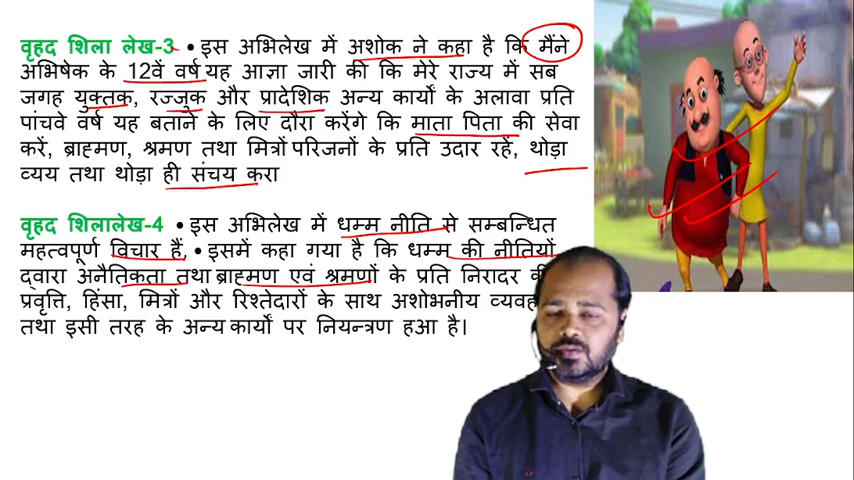 वृहद शिला लेख-3 • इस अभिलेख में अशोक ने कहा है कि मैंने
अभिषेक के 12वें वर्ष यह आज्ञा जारी की कि मेरे राज्य में सब
जगह युक्तक, रज्जुक और प्रादेशिक अन्य कार्यों के अलावा प्रति
पांचवे वर्ष यह बताने के लिए दौरा करेंगे कि माता पिता की सेवा
करें, ब्राह्मण, श्रमण तथा मित्रों परिजनों के प्रति उदार रहें, थोड़ा
व्यय तथा थोड़ा ही संचय करा
वृहद शिलालेख-4 • इस अभिलेख में धम्म नीति से सम्बन्धित
महत्वपूर्ण विचार हैं, • इसमें कहा गया है कि धम्म की नीतियों
द्वारा अनैतिकता तथा ब्राह्मण एवं श्रमणों के प्रति निरादर की
प्रवृत्ति, हिंसा, मित्रों और रिश्तेदारों के साथ अशोभनीय
तथा इसी तरह के अन्य कार्यों पर नियन्त्रण हआ है।